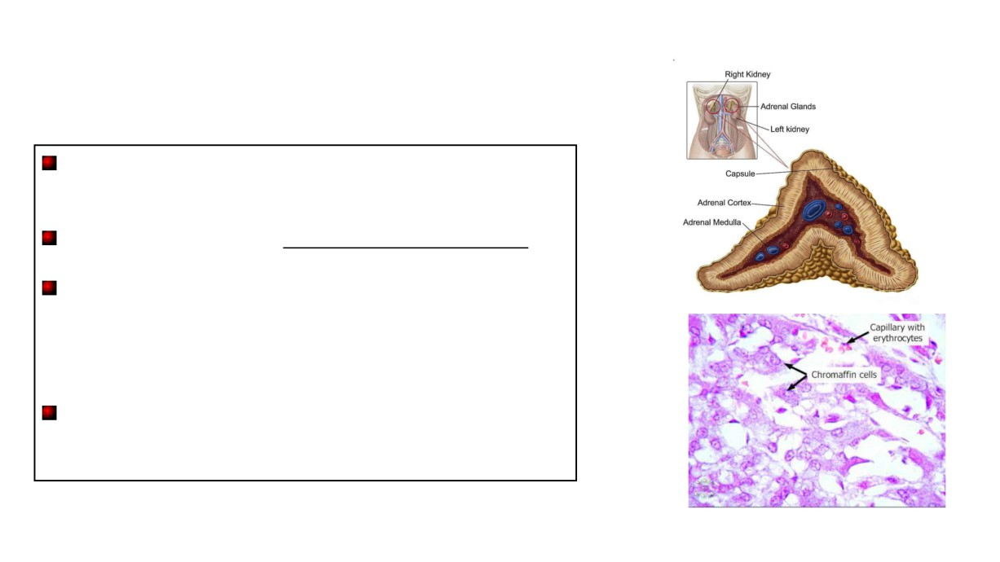 Right Kidney
Adrenal Glands
Left kidney
Capsule
Adrenal Cortex
Adrenal Medulla
Capillary with
erythrocytes
Chromaffin cells